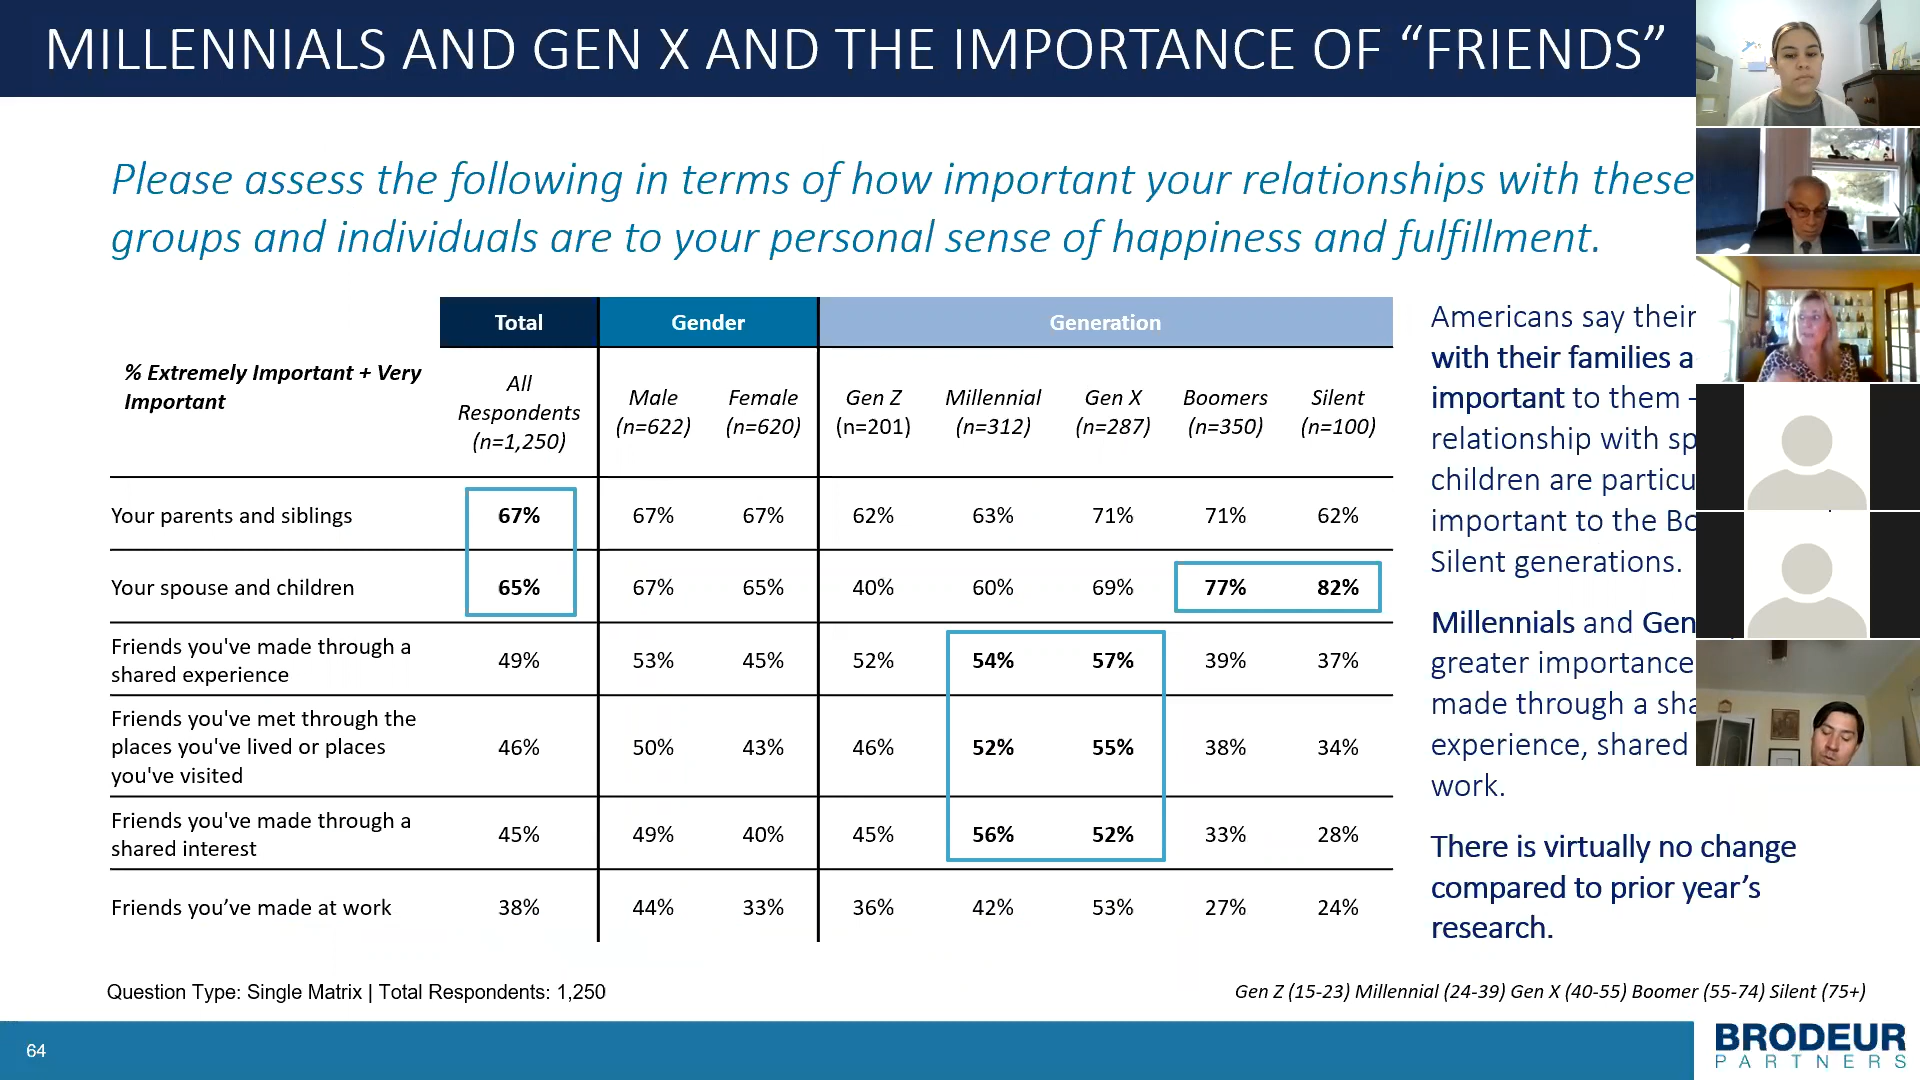 MILLENNIALS AND GEN X AND THE IMPORTANCE OF “FRIENDS”
Please assess the following in terms of how important your relationships with these
groups and individuals are to your personal sense of happiness and fulfillment.
Total Gender Generation
% Extremely Important + Very
Important
All
Respondents
(n=1,250)
Male
(n=622)
Female
(n=620)
Gen Z
(n=201)
Millennial
(n=312)
Gen X
(n=287)
Boomers
(n=350)
Silent
(n=100)
Your parents and siblings 67% 67% 67% 62% 63% 71% 71% 62%
Your spouse and children 65% 67% 65% 40% 60% 69% 77% 82%
Friends you've made through a
shared experience
49% 53% 45% 52% 54% 57% 39% 37%
Friends you've met through the
places you've lived or places
you've visited
46% 50% 43% 46% 52% 55% 38% 34%
Friends you've made through a
shared interest
45% 49% 40% 45% 56% 52% 33% 28%
Friends you’ve made at work 38% 44% 33% 36% 42% 53% 27% 24%
Americans say their
with their families
important to them –
relationship with
children are
important to the
Silent generations.
Millennials and Gen
greater importance
made through a
experience, shared
work.
There is virtually no change
compared to prior year’s
research.
Question Type: Single Matrix | Total Respondents: 1,250
Gen Z (15-23) Millennial (24-39) Gen X (40-55) Boomer (55-74) Silent (75+)
64
BRODEUR
PARTNERS